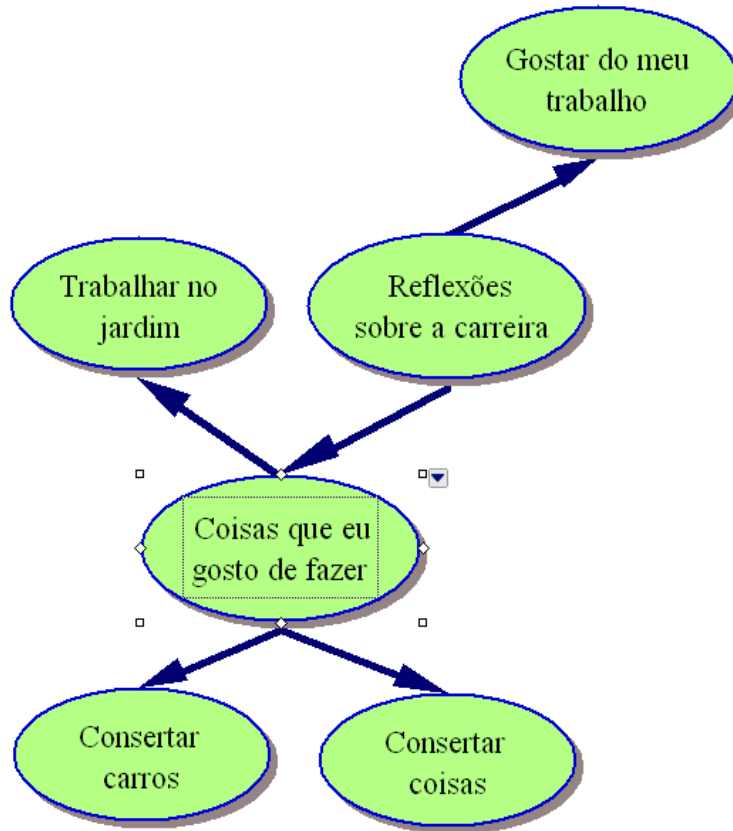 Gostar do meu
trabalho
Trabalhar no
jardim
Reflexões
sobre a carreira
Coisas que eu
gosto de fazer
Consertar
carros
Consertar
coisas